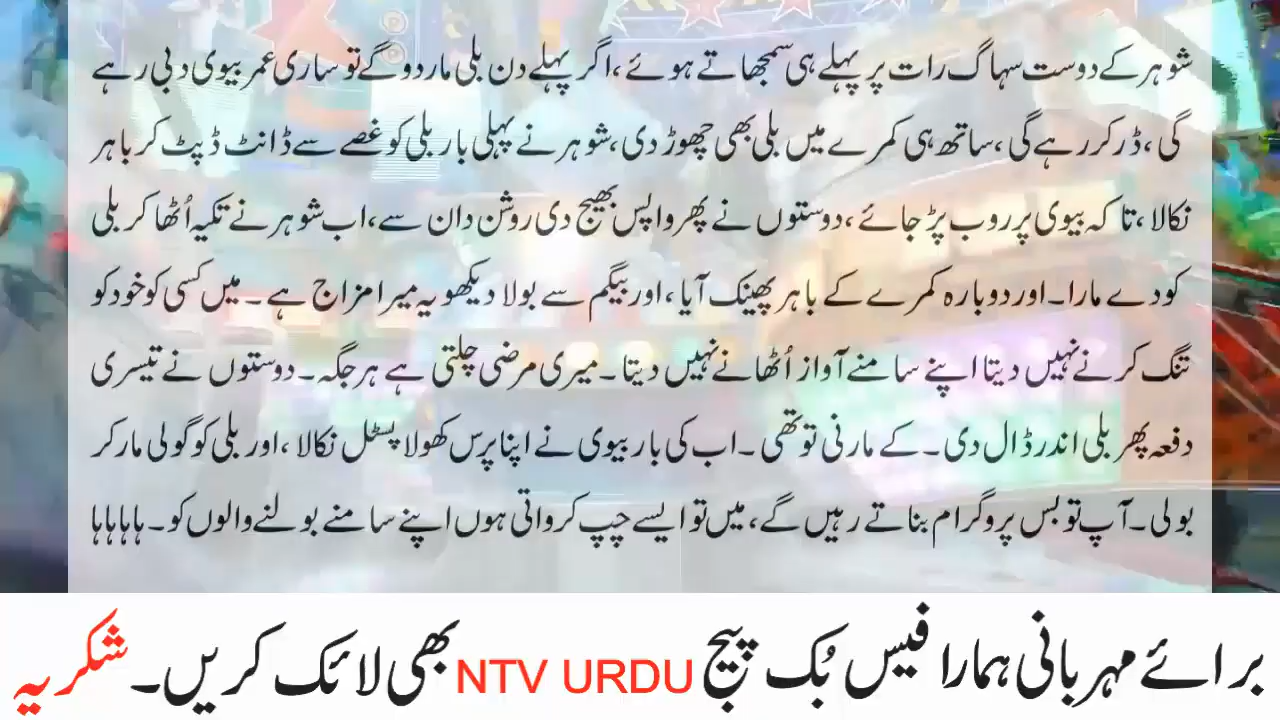 شوہر کے دوست سہاگ رات پر پہلے ہی سمجھاتے ہوئے، اگر پہلے دن بلی مار دو گے تو ساری عمر بیوی دبی رہے
گی، ڈر کر رہے گی، ساتھ ہی کمرے میں بلی بھی چھوڑ دی، شوہر نے پہلی بار بلی کو غصے سے ڈانٹ ڈپٹ کر باہر
نکالا، تا کہ بیوی پر روب پڑ جائے، دوستوں نے پھر واپس بھیج دی روشن دان سے، اب شوہر نے تکیہ اُٹھا کر بلی
کو دے مارا۔ اور دوبارہ کمرے کے باہر پھینک آیا، اور بیگم سے بولا دیکھو یہ میرا مزاج ہے۔ میں کسی کو خود کو
تنگ کرنے نہیں دیتا اپنے سامنے آواز اُٹھانے نہیں دیتا۔ میری مرضی چلتی ہے ہر جگہ۔ دوستوں نے تیسری
دفعہ پھر بلی اندر ڈال دی۔ کے مارنی تو تھی۔ اب کی بار بیوی نے اپنا پرس کھولا پسٹل نکالا، اور بلی کو گولی مار کر
بولی۔ آپ تو بس پروگرام بناتے رہیں گے، میں تو ایسے چپ کرواتی ہوں اپنے سامنے بولنے والوں کو۔ ہاہاہاہا
برائے مہربانی ہمارا فیس بُک پیج NTV URDU بھی لائک کریں۔ شکریہ